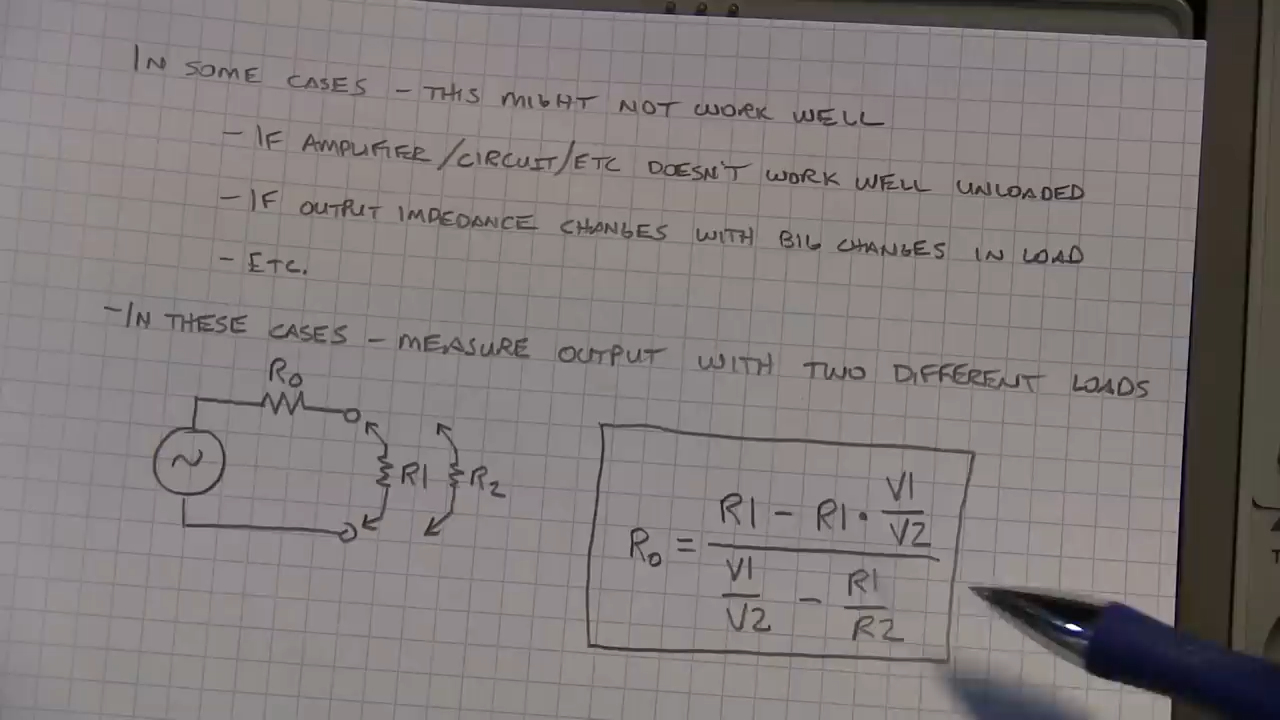 IN SOME CASES - THIS MIGHT NOT WORK WELL
- IF AMPLIFIER/CIRCUIT/ETC DOESN'T WORK WELL UNLOADED
- IF OUTPUT IMPEDANCE CHANGES WITH BIG CHANGES IN LOAD
- ETC.
- IN THESE CASES - MEASURE OUTPUT WITH TWO DIFFERENT LOADS
Ro
R1 R2
Ro = (R1 - R1 · V1/V2) / (V1/V2 - R1/R2)